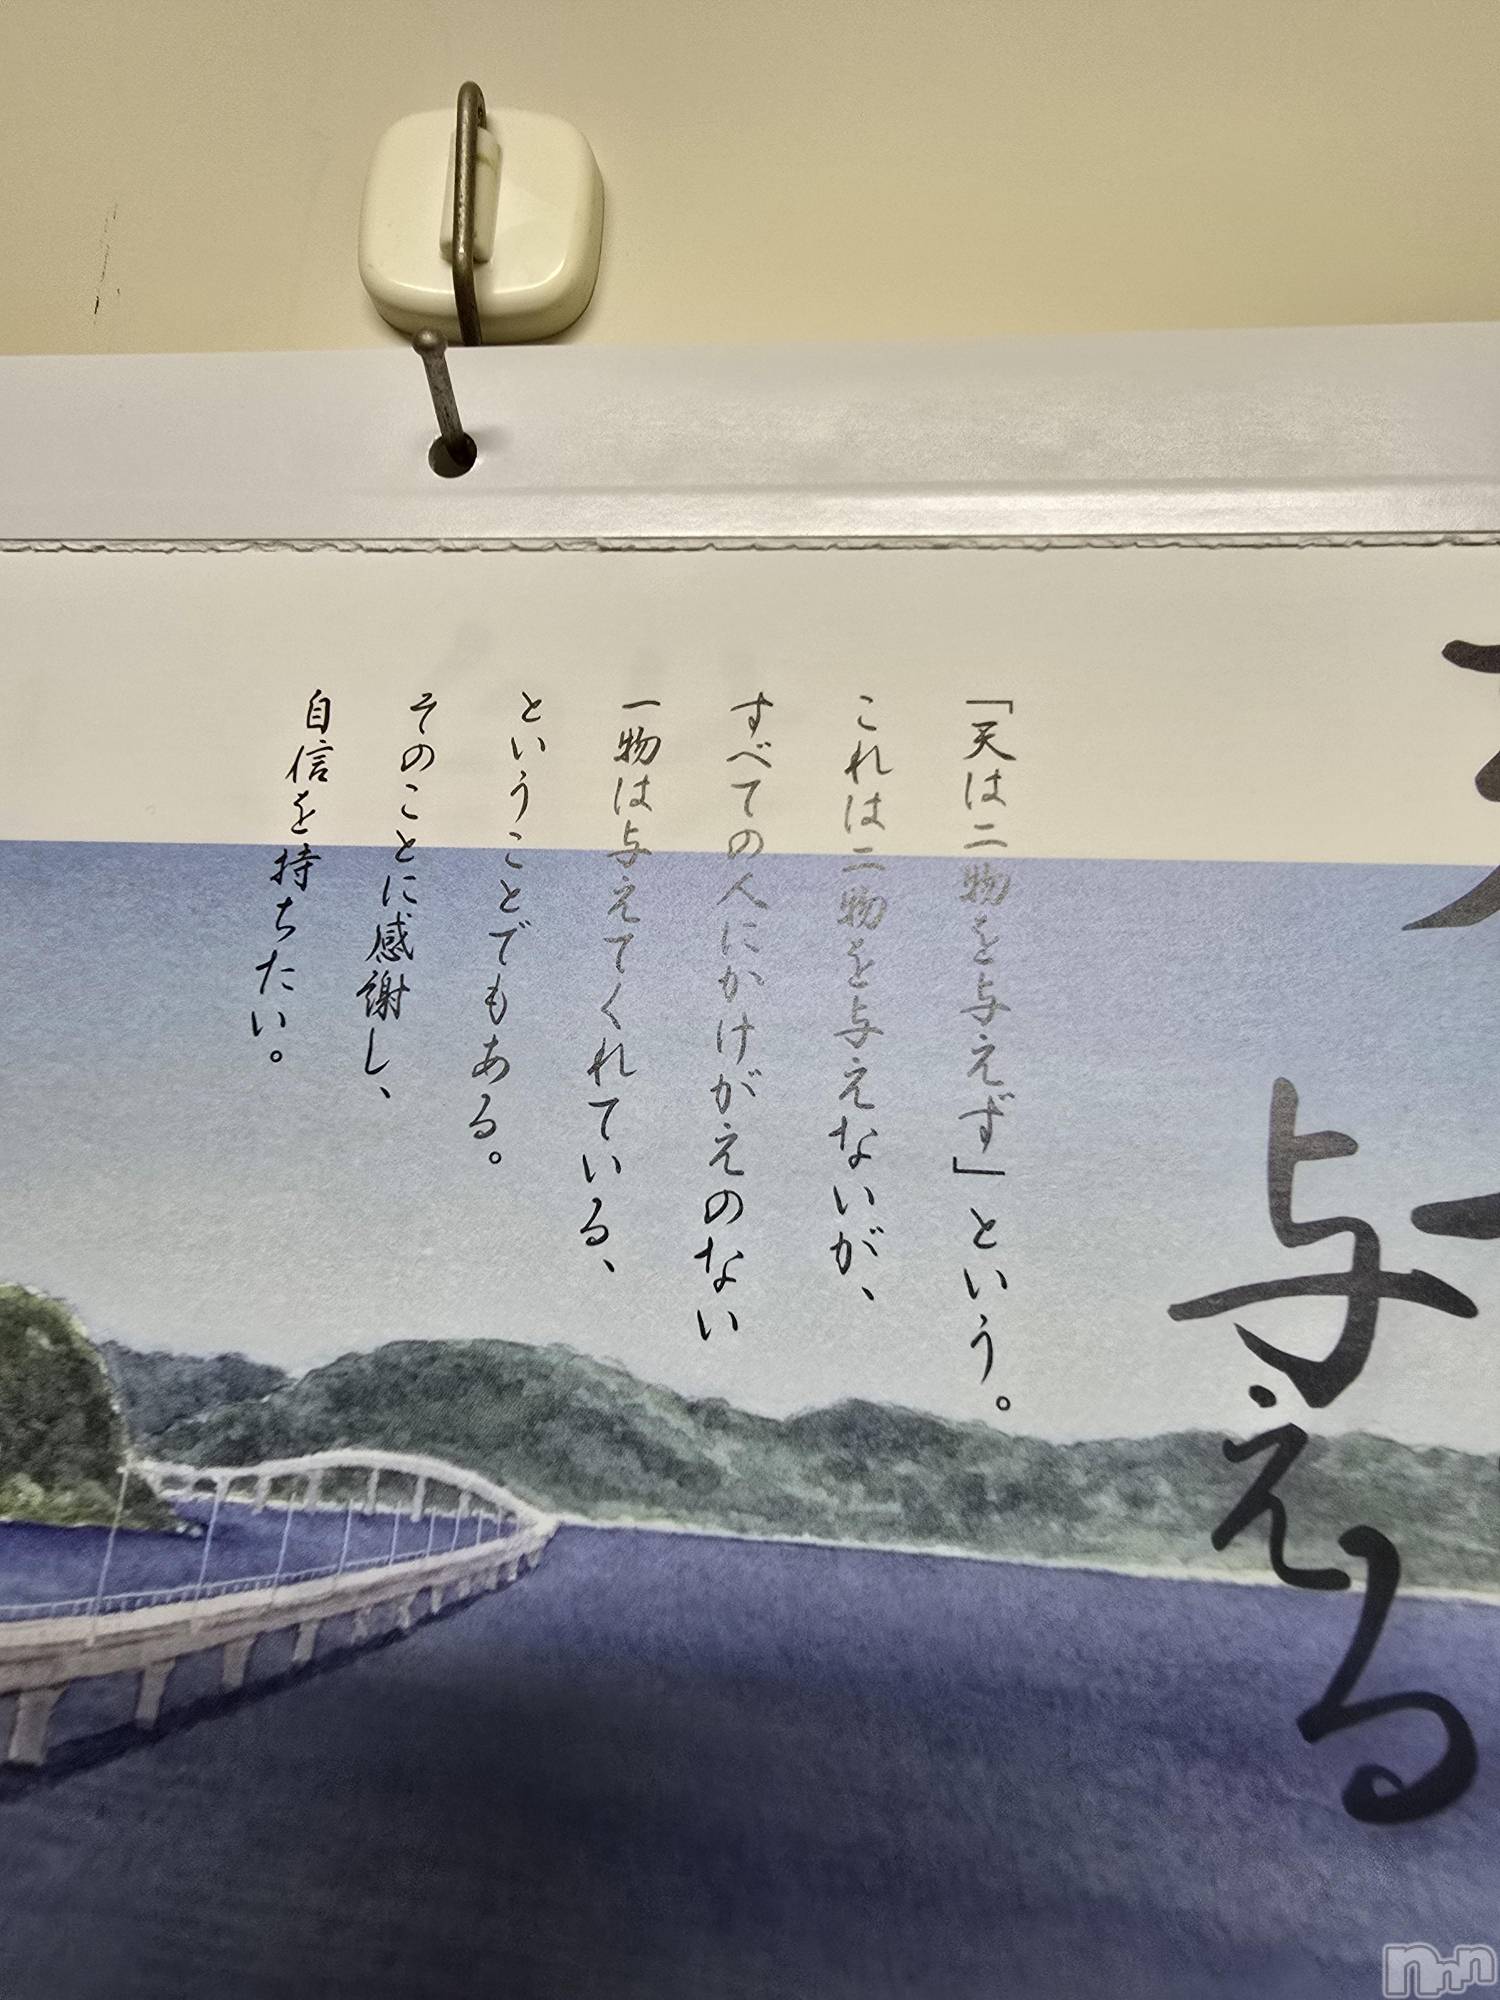 与える
「天は二物を与えず」という。
これは二物を与えないが、
すべての人にかけがえのない
一物は与えてくれている、
ということでもある。
そのことに感謝し、
自信を持ちたい。
nnn